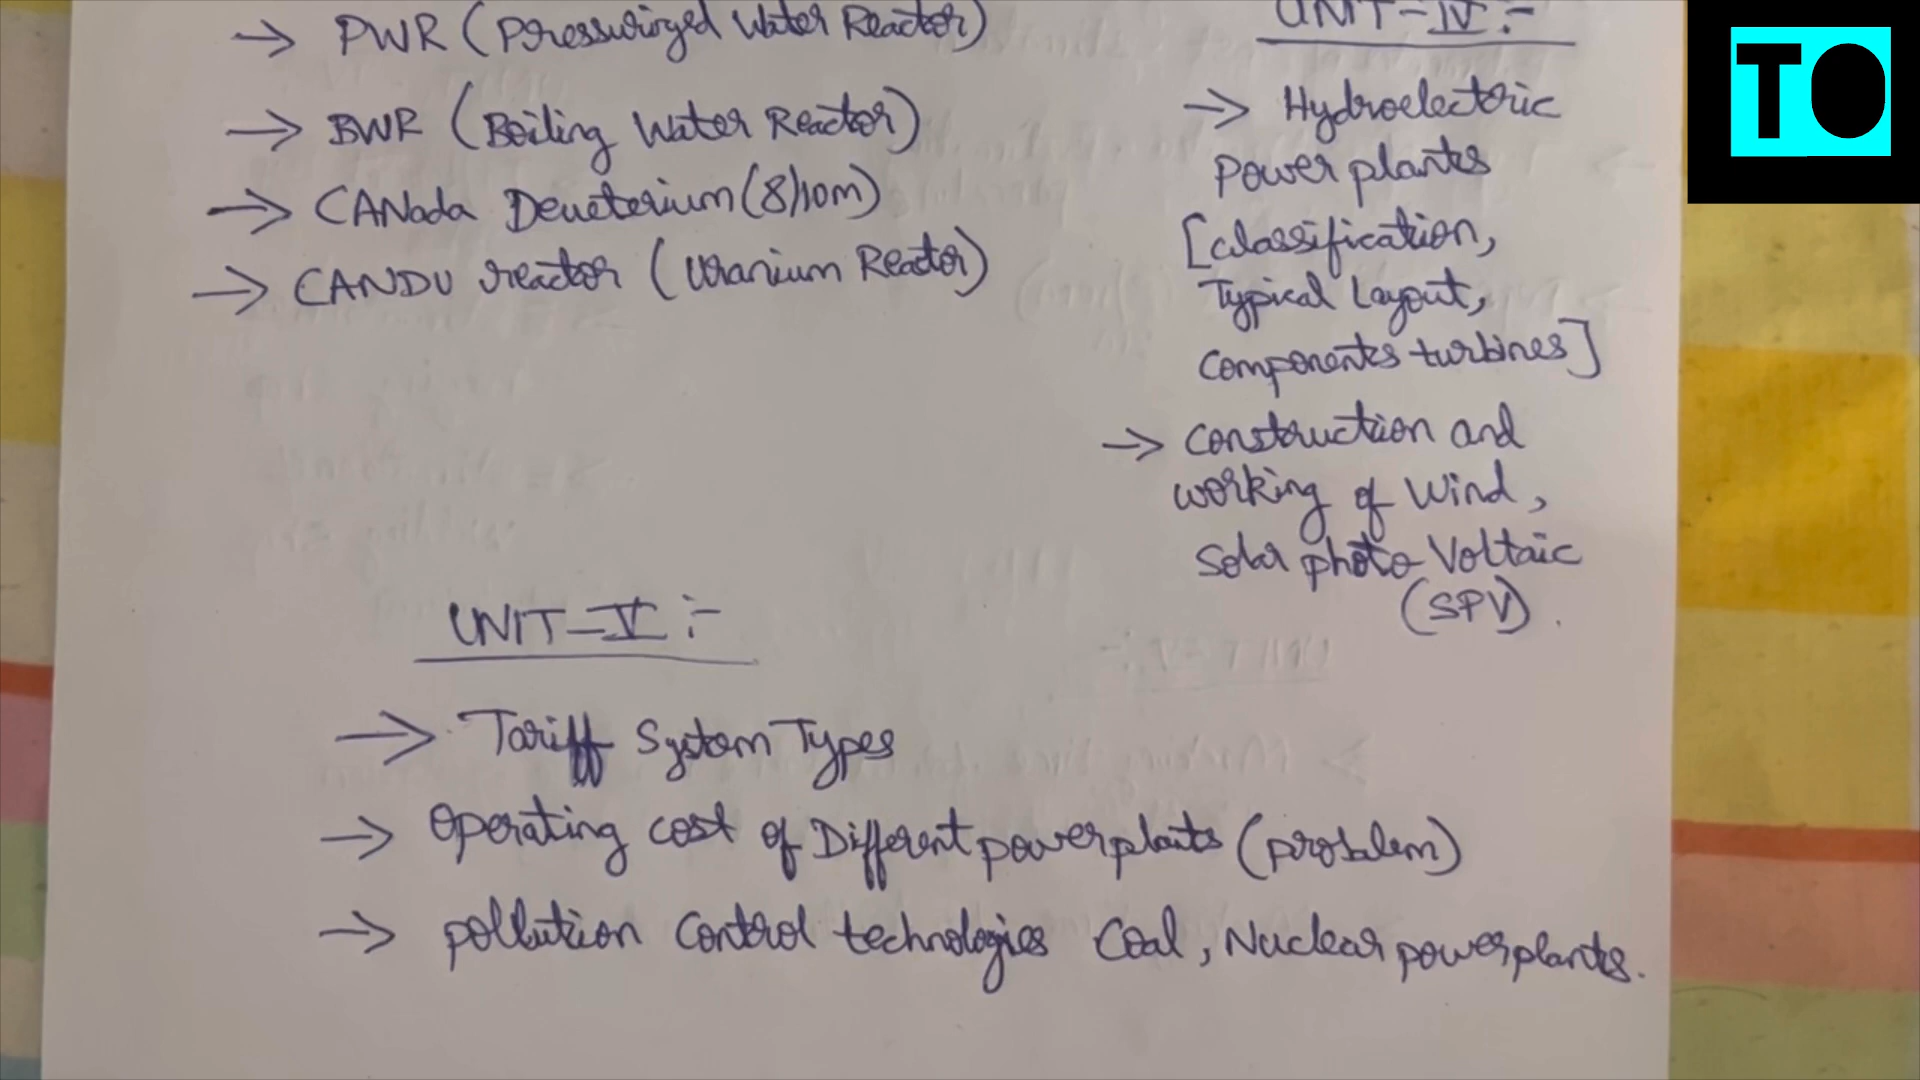 → PWR (Pressurized Water Reactor)
→ BWR (Boiling Water Reactor)
→ CANada Deueterium (8/10m)
→ CANDU reactor (Uranium Reactor)
UNIT-IV :-
→ Hydroelectric
Power plants
[classification,
Typical Layout,
Components turbines]
→ Construction and
working of Wind,
Solar photo Voltaic
(SPV).
UNIT-V :-
→ Tariff System Types
→ Operating cost of Different powerplants (problem)
→ pollution Control technologies Coal, Nuclear powerplants.
TO